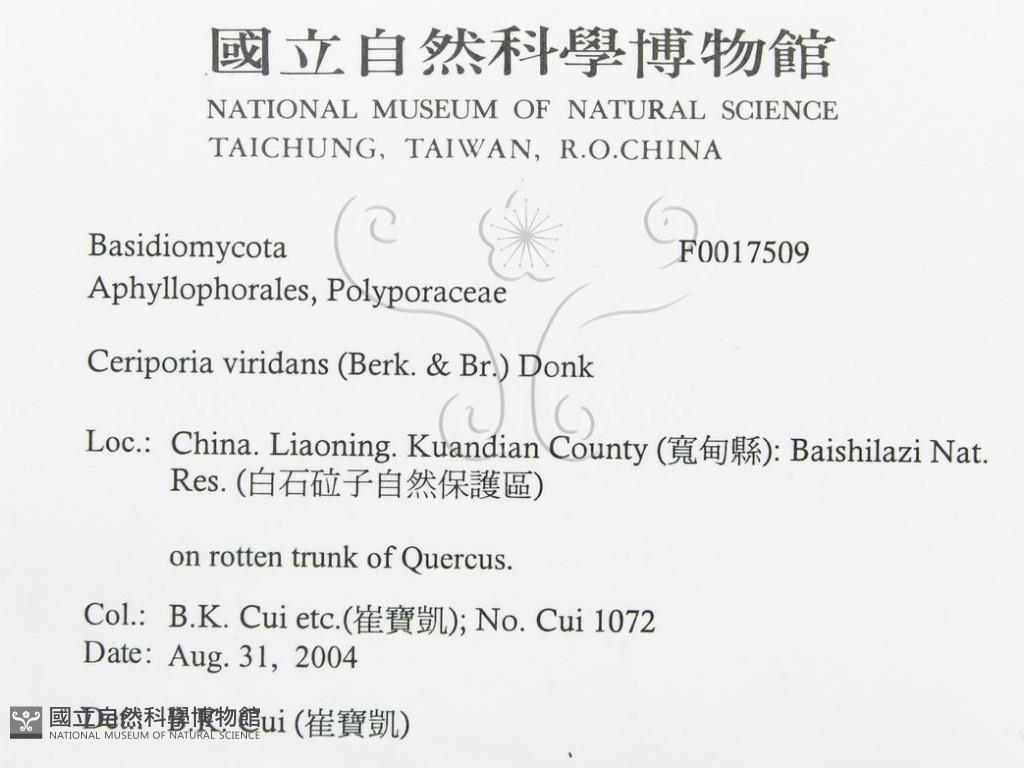 國立自然科學博物館
NATIONAL MUSEUM OF NATURAL SCIENCE
TAICHUNG, TAIWAN, R.O.CHINA
Basidiomycota F0017509
Aphyllophorales, Polyporaceae
Ceriporia viridans (Berk. & Br.) Donk
Loc.: China. Liaoning. Kuandian County (寬甸縣): Baishilazi Nat.
Res. (白石砬子自然保護區)
on rotten trunk of Quercus.
Col.: B.K. Cui etc.(崔寶凱); No. Cui 1072
Date: Aug. 31, 2004
Det.: B.K. Cui (崔寶凱)
國立自然科學博物館
NATIONAL MUSEUM OF NATURAL SCIENCE